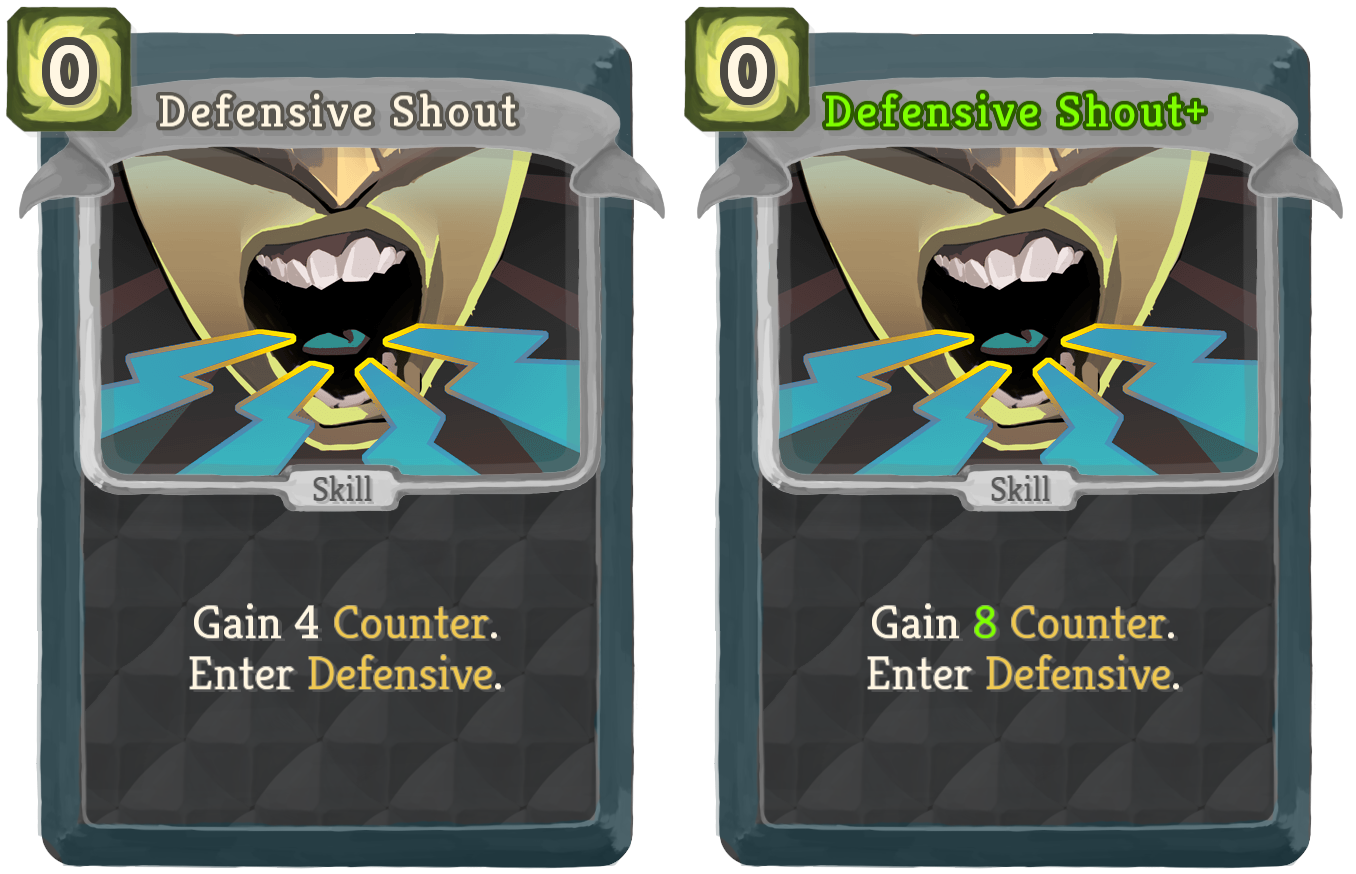 0
Defensive Shout
Skill
Gain 4 Counter.
Enter Defensive.
0
Defensive Shout+
Skill
Gain 8 Counter.
Enter Defensive.